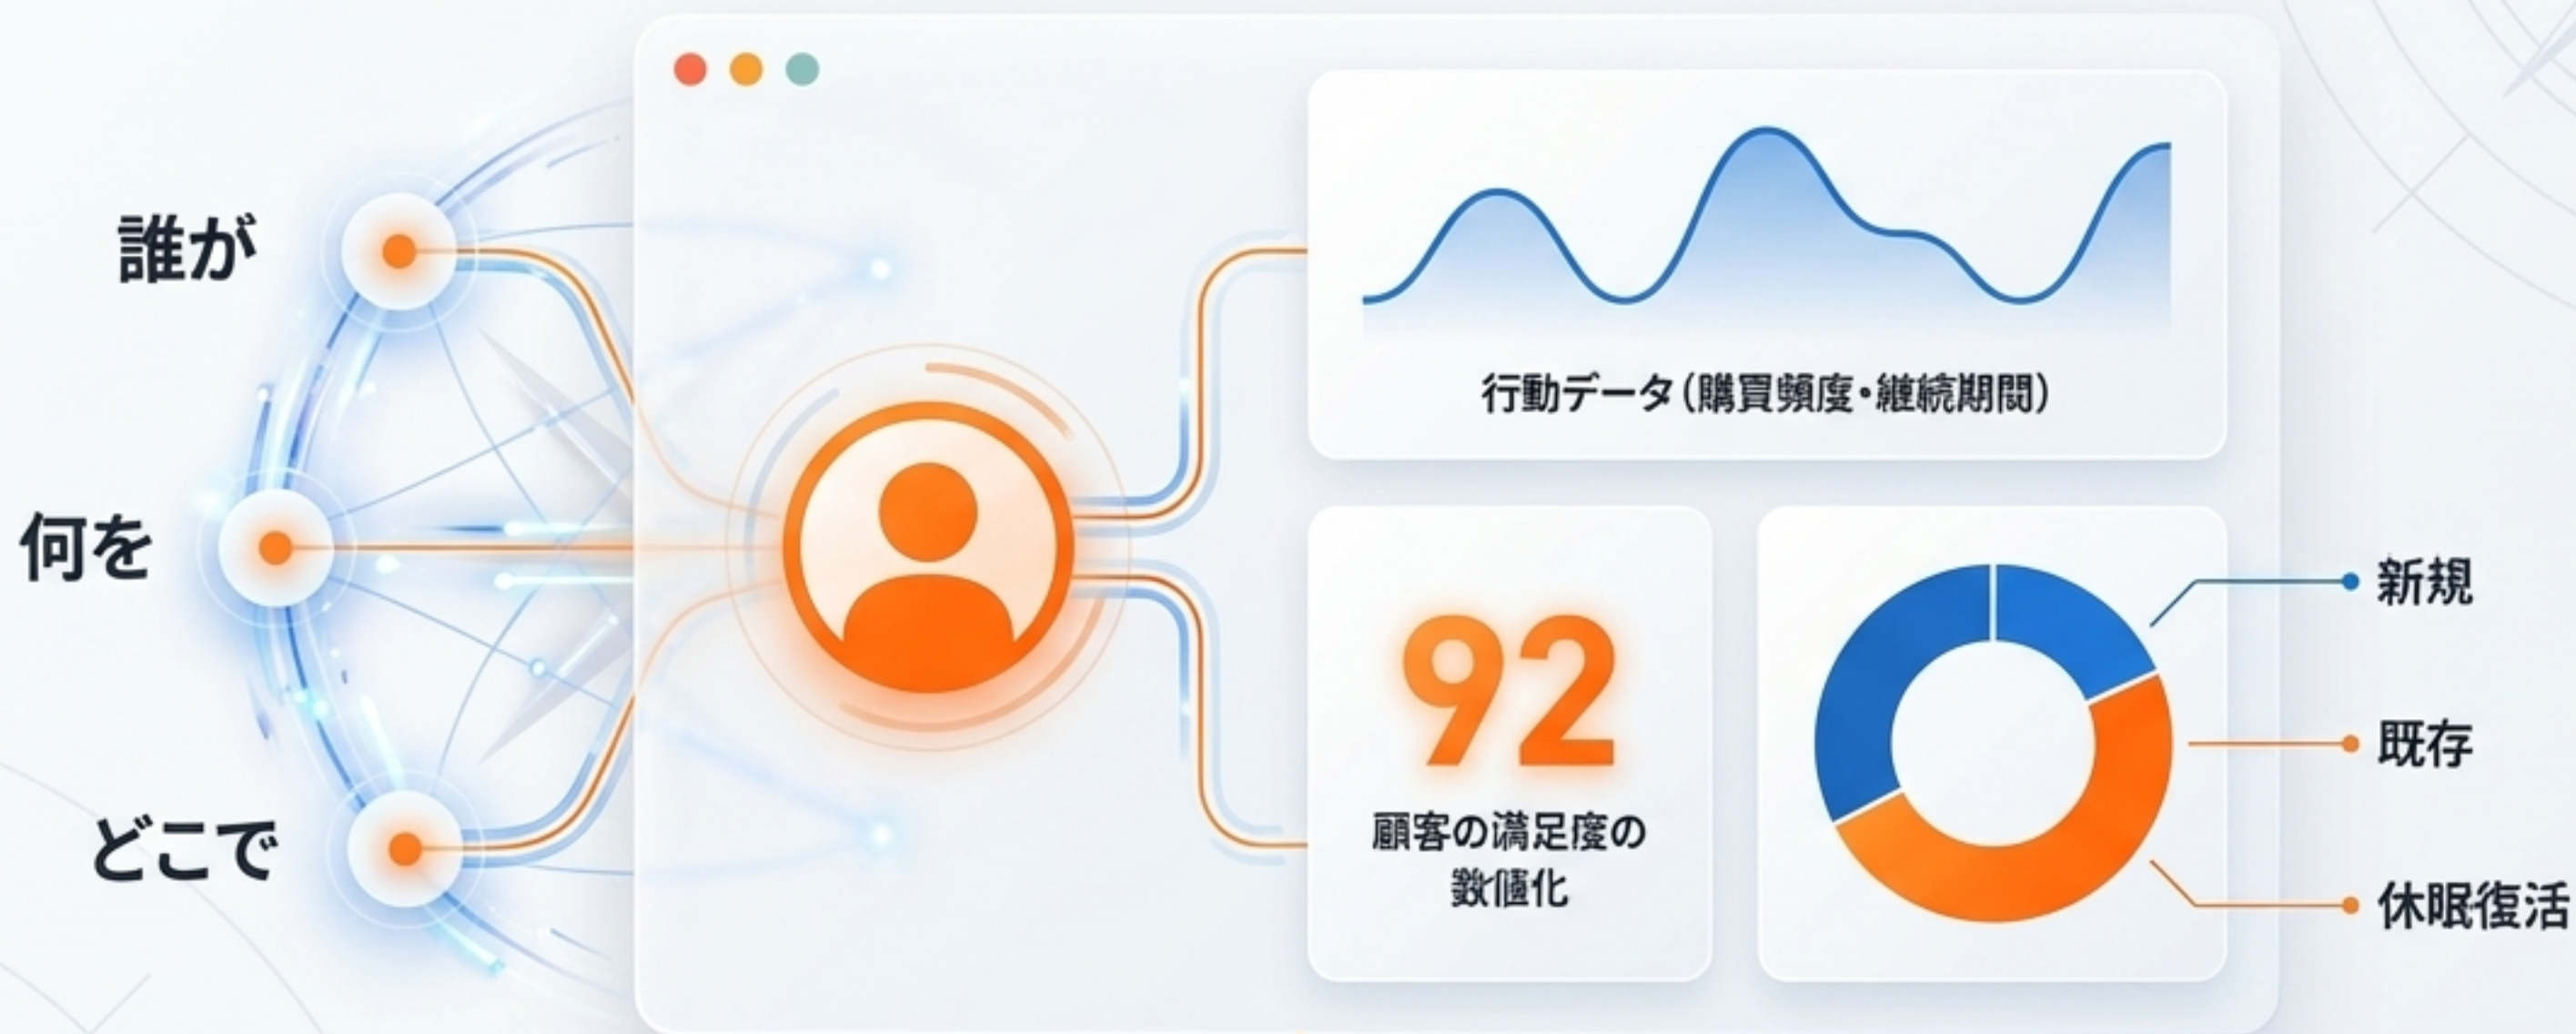 誰が
何を
どこで
行動データ(購買頻度・継続期間)
92
顧客の満足度の
数値化
新規
既存
休眠復活